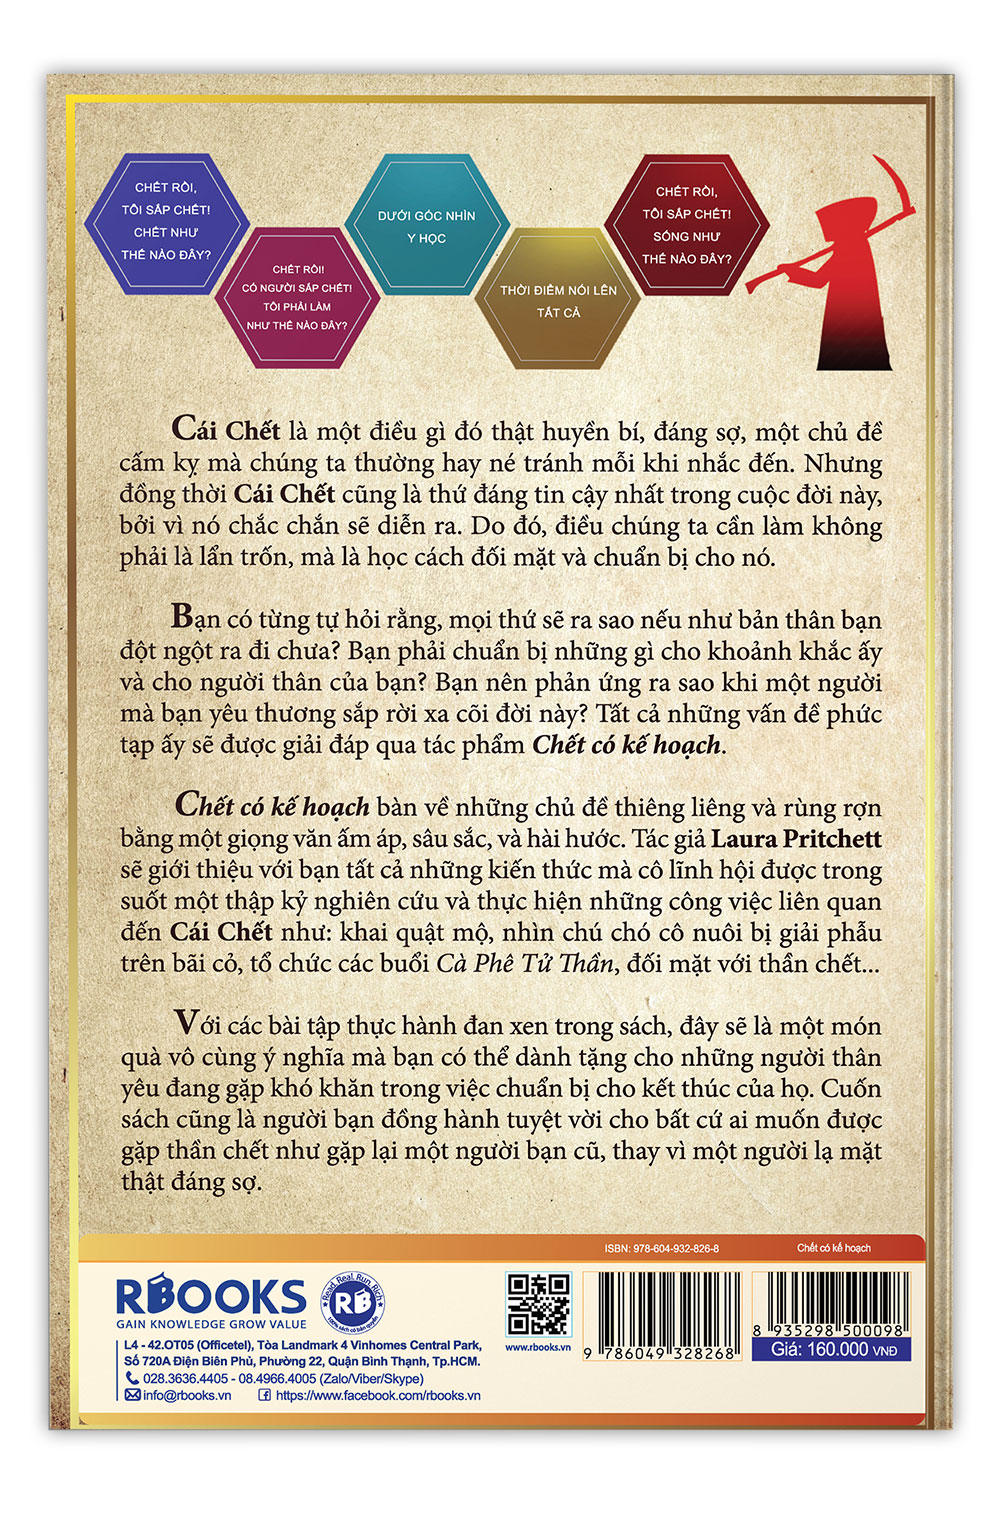 CHẾT RỒI,
TÔI SẮP CHẾT!
CHẾT NHƯ
THẾ NÀO ĐÂY?
CHẾT RỒI!
CÓ NGƯỜI SẮP CHẾT!
TÔI PHẢI LÀM
NHƯ THẾ NÀO ĐÂY?
DƯỚI GÓC NHÌN
Y HỌC
THỜI ĐIỂM NÓI LÊN
TẤT CẢ
CHẾT RỒI,
TÔI SẮP CHẾT!
SỐNG NHƯ
THẾ NÀO ĐÂY?
Cái Chết là một điều gì đó thật huyền bí, đáng sợ, một chủ đề
cấm kỵ mà chúng ta thường hay né tránh mỗi khi nhắc đến. Nhưng
đồng thời Cái Chết cũng là thứ đáng tin cậy nhất trong cuộc đời này,
bởi vì nó chắc chắn sẽ diễn ra. Do đó, điều chúng ta cần làm không
phải là lẩn trốn, mà là học cách đối mặt và chuẩn bị cho nó.
Bạn có từng tự hỏi rằng, mọi thứ sẽ ra sao nếu như bản thân bạn
đột ngột ra đi chưa? Bạn phải chuẩn bị những gì cho khoảnh khắc ấy
và cho người thân của bạn? Bạn nên phản ứng ra sao khi một người
mà bạn yêu thương sắp rời xa cõi đời này? Tất cả những vấn đề phức
tạp ấy sẽ được giải đáp qua tác phẩm Chết có kế hoạch.
Chết có kế hoạch bàn về những chủ đề thiêng liêng và rùng rợn
bằng một giọng văn ấm áp, sâu sắc, và hài hước. Tác giả Laura Pritchett
sẽ giới thiệu với bạn tất cả những kiến thức mà cô lĩnh hội được trong
suốt một thập kỷ nghiên cứu và thực hiện những công việc liên quan
đến Cái Chết như: khai quật mộ, nhìn chú chó cô nuôi bị giải phẫu
trên bãi cỏ, tổ chức các buổi Cà Phê Tử Thần, đối mặt với thần chết...
Với các bài tập thực hành đan xen trong sách, đây sẽ là một món
quà vô cùng ý nghĩa mà bạn có thể dành tặng cho những người thân
yêu đang gặp khó khăn trong việc chuẩn bị cho kết thúc của họ. Cuốn
sách cũng là người bạn đồng hành tuyệt vời cho bất cứ ai muốn được
gặp thần chết như gặp lại một người bạn cũ, thay vì một người lạ mặt
thật đáng sợ.
ISBN: 978-604-932-826-8
Chết có kế hoạch
RBOOKS
GAIN KNOWLEDGE GROW VALUE
Read, Real, Run, Rich
RB
100% sách có bản quyền
L4 - 42.OT05 (Officetel), Tòa Landmark 4 Vinhomes Central Park,
Số 720A Điện Biên Phủ, Phường 22, Quận Bình Thạnh, Tp.HCM.
028.3636.4405 - 08.4966.4005 (Zalo/Viber/Skype)
info@rbooks.vn
https://www.facebook.com/rbooks.vn
www.rbooks.vn
9 786049 328268
8 935298 500098
Giá: 160.000 VNĐ